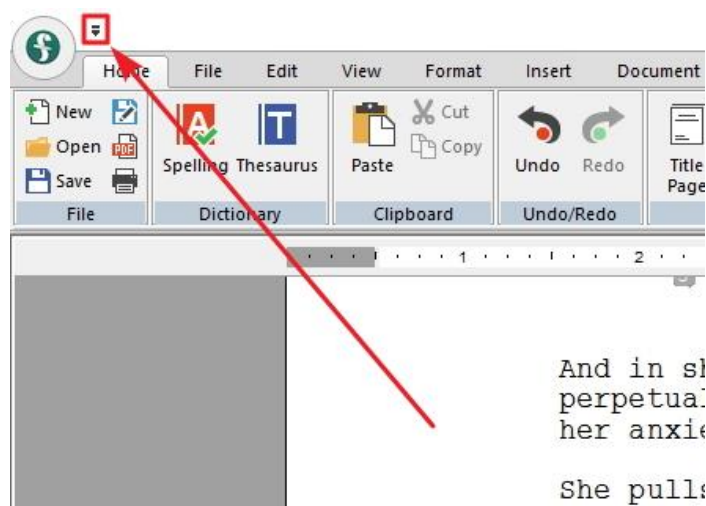 Home File Edit View Format Insert Document
New Cut
Open PDF Copy
Spelling Thesaurus Paste Undo Redo Title
Save Page
File Dictionary Clipboard Undo/Redo
1 2
And in sh
perpetual
her anxie
She pulls